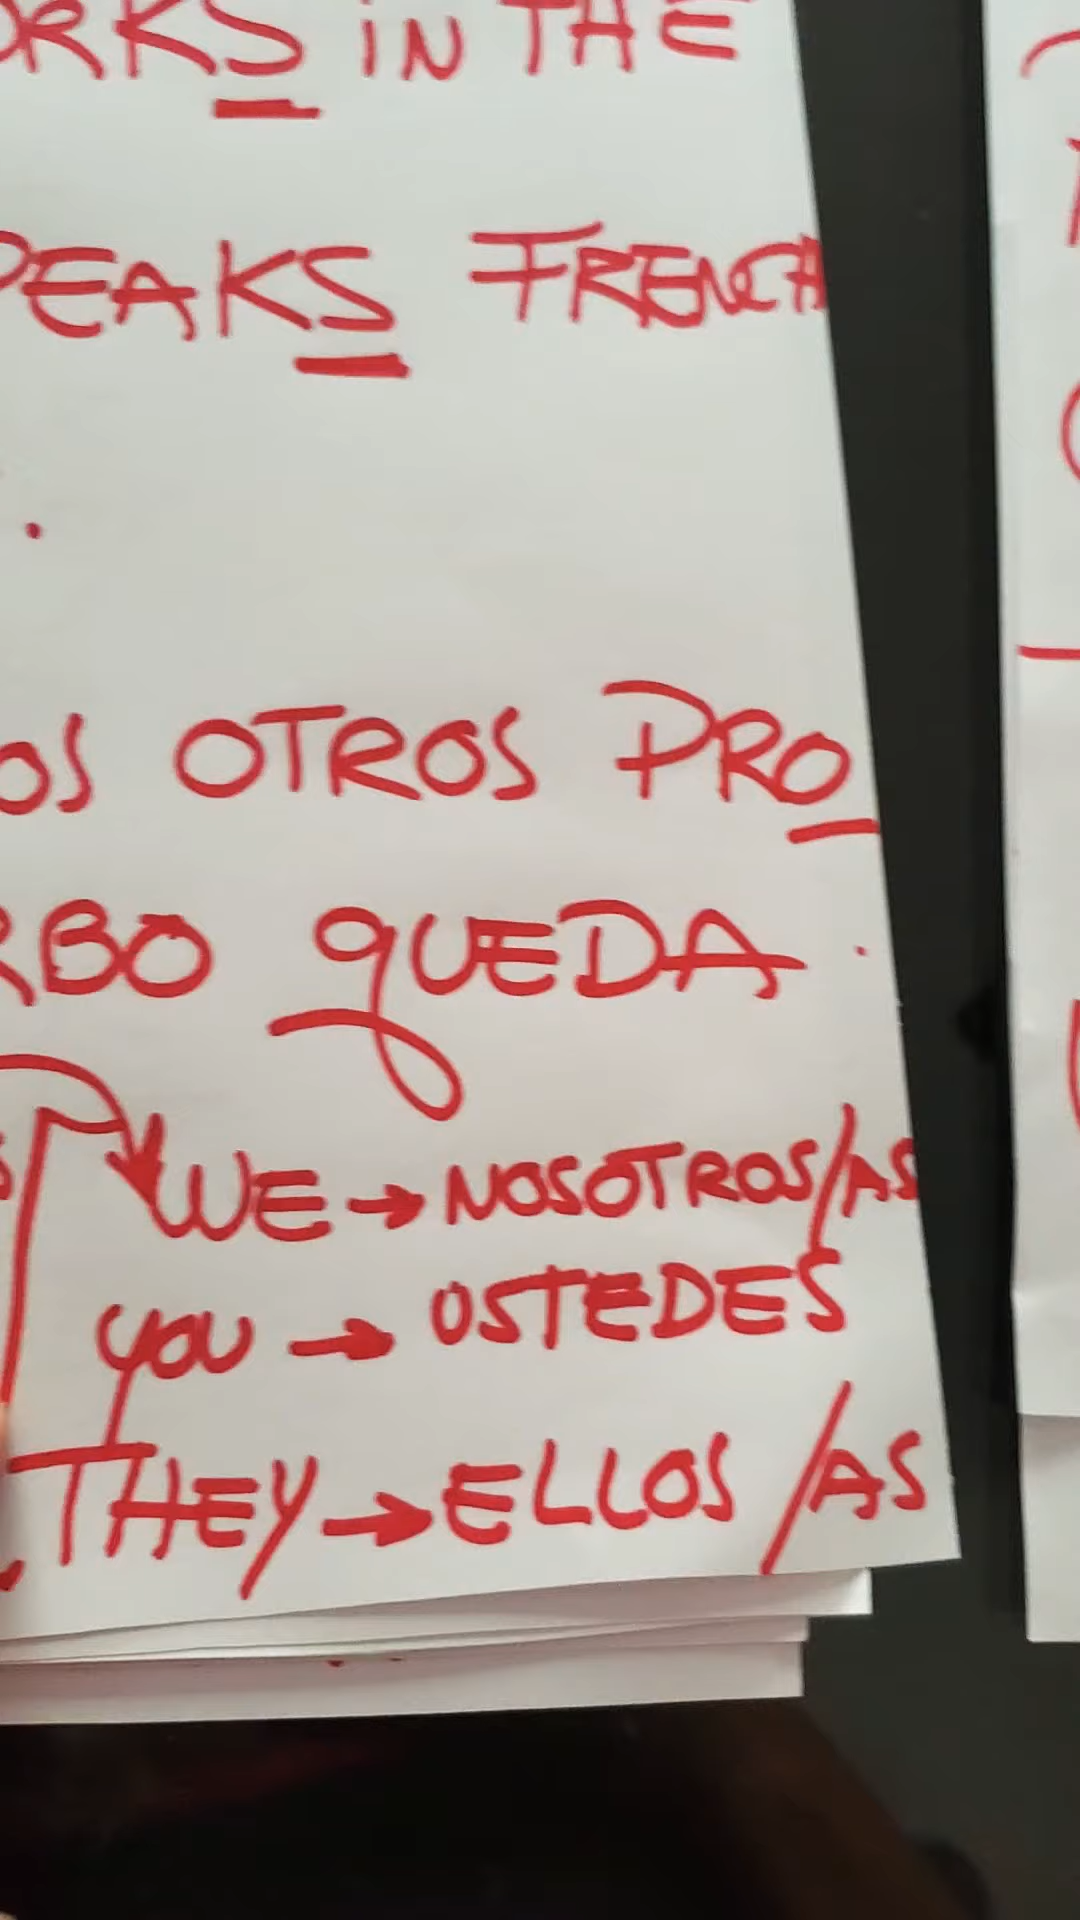 ORKS IN THE
PEAKS FRENCH
.
OS OTROS PRO
RBO QUEDA
WE → NOSOTROS/AS
YOU → USTEDES
THEY → ELLOS/AS